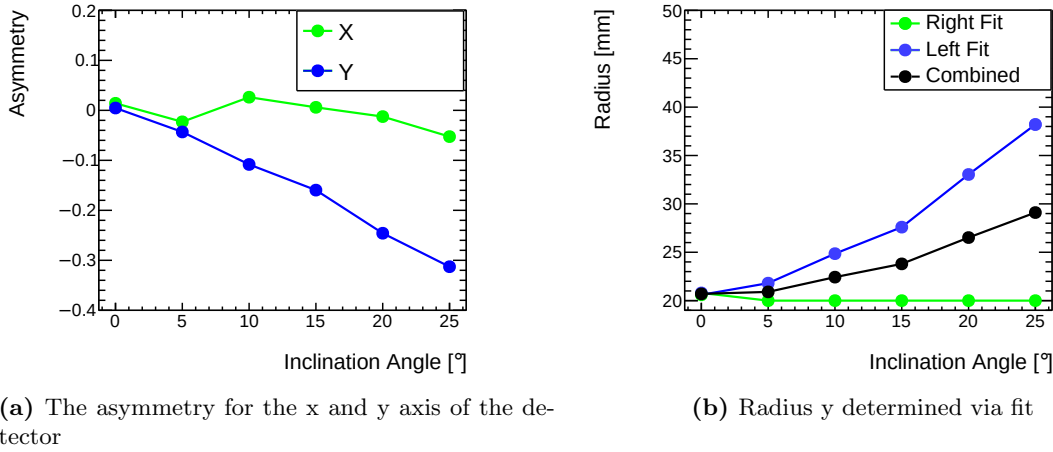 0.2
0.1
0
−0.1
−0.2
−0.3
−0.4
Asymmetry
X
Y
0 5 10 15 20 25
Inclination Angle [°]
(a) The asymmetry for the x and y axis of the de-
tector
50
45
40
35
30
25
20
Radius [mm]
Right Fit
Left Fit
Combined
0 5 10 15 20 25
Inclination Angle [°]
(b) Radius y determined via fit